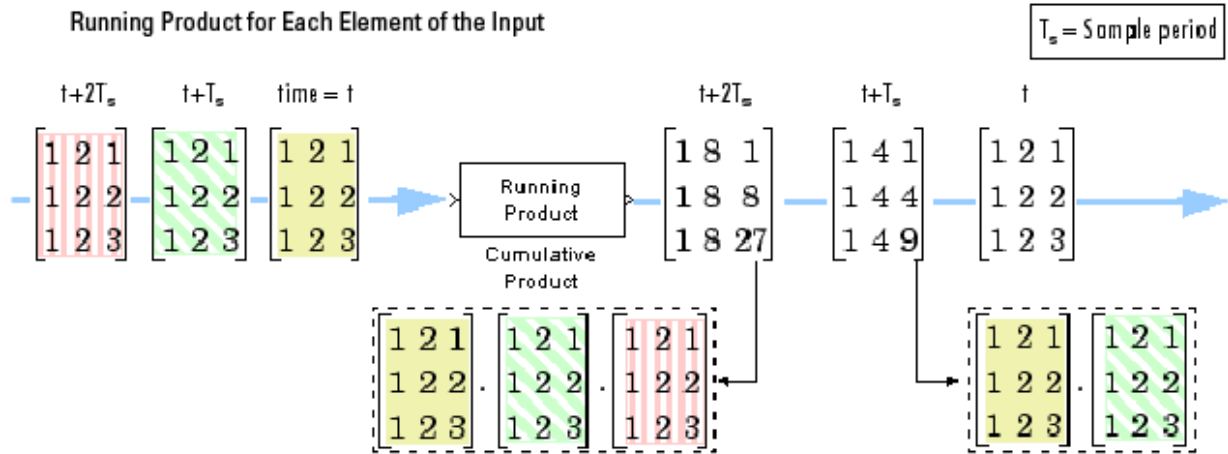 Running Product for Each Element of the Input
Tₛ = Sample period
t+2Tₛ t+Tₛ time = t t+2Tₛ t+Tₛ t
1 2 1 1 2 1 1 2 1 1 8 1 1 4 1 1 2 1
1 2 2 1 2 2 1 2 2 Running 1 8 8 1 4 4 1 2 2
Product
1 2 3 1 2 3 1 2 3 1 8 27 1 4 9 1 2 3
Cumulative
Product
1 2 1 1 2 1 1 2 1 1 2 1 1 2 1
1 2 2 . 1 2 2 . 1 2 2 1 2 2 . 1 2 2
1 2 3 1 2 3 1 2 3 1 2 3 1 2 3